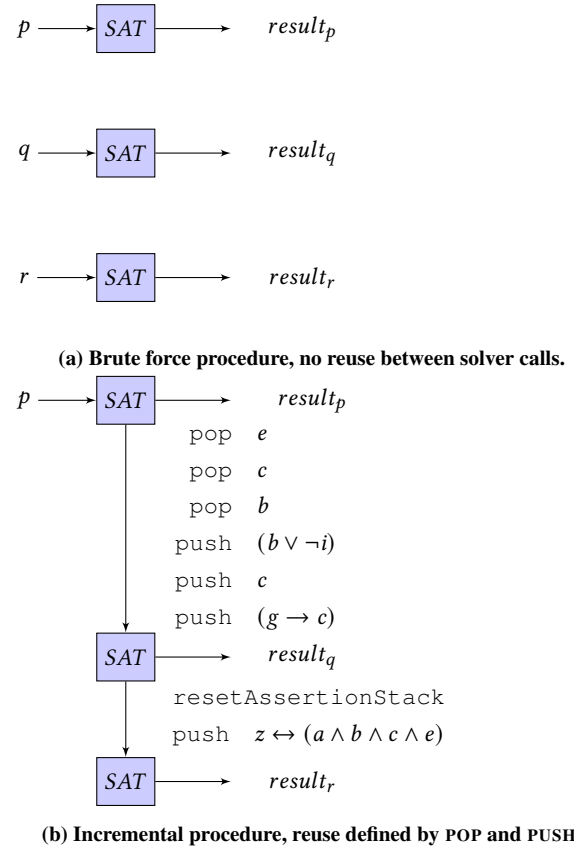 p SAT result_p
q SAT result_q
r SAT result_r
(a) Brute force procedure, no reuse between solver calls.
p SAT result_p
pop e
pop c
pop b
push (b ∨ ¬i)
push c
push (g → c)
SAT result_q
resetAssertionStack
push z ↔ (a ∧ b ∧ c ∧ e)
SAT result_r
(b) Incremental procedure, reuse defined by POP and PUSH